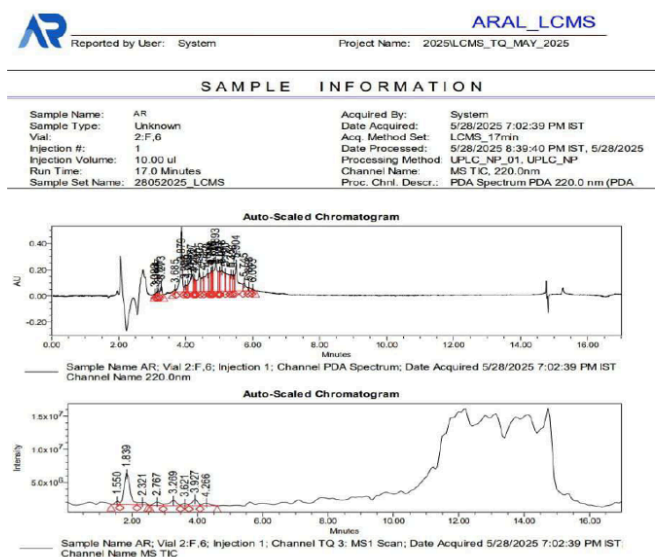 AR
ARAL_LCMS
Reported by User: System Project Name: 2025\LCMS_TQ_MAY_2025
SAMPLE INFORMATION
Sample Name: AR Acquired By: System
Sample Type: Unknown Date Acquired: 5/28/2025 7:02:39 PM IST
Vial: 2:F,6 Acq. Method Set: LCMS_17min
Injection #: 1 Date Processed: 5/28/2025 8:39:40 PM IST, 5/28/2025
Injection Volume: 10.00 ul Processing Method: UPLC_NP_01, UPLC_NP
Run Time: 17.0 Minutes Channel Name: MS TIC, 220.0nm
Sample Set Name: 28052025_LCMS Proc. Chnl. Descr.: PDA Spectrum PDA 220.0 nm (PDA
Auto-Scaled Chromatogram
AU
0.40
0.20
0.00
-0.20
3.685
0.00 2.00 4.00 6.00 8.00 10.00 12.00 14.00 16.00
Minutes
Sample Name AR; Vial 2:F,6; Injection 1; Channel PDA Spectrum; Date Acquired 5/28/2025 7:02:39 PM IST
Channel Name 220.0nm
Auto-Scaled Chromatogram
Intensity
1.5x10^7
1.0x10^7
5.0x10^6
1.550 1.839 2.321 2.767 3.269 3.621 3.927 4.266
2.00 4.00 6.00 8.00 10.00 12.00 14.00 16.00
Minutes
Sample Name AR; Vial 2:F,6; Injection 1; Channel TQ 3: MS1 Scan; Date Acquired 5/28/2025 7:02:39 PM IST
Channel Name MS TIC